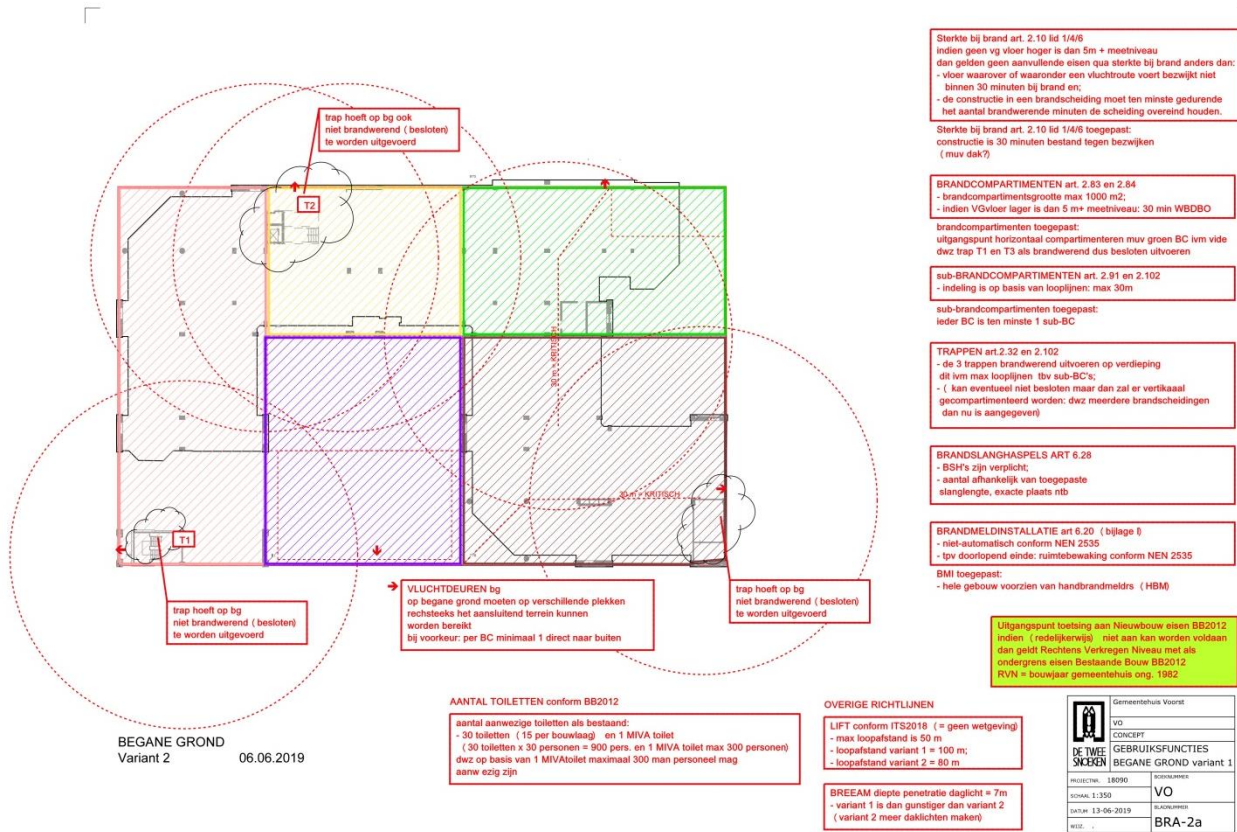 Sterkte bij brand art. 2.10 lid 1/4/6
indien geen vg vloer hoger is dan 5m + meetniveau
dan gelden geen aanvullende eisen qua sterkte bij brand anders dan:
- vloer waarover of waaronder een vluchtroute voert bezwijkt niet
binnen 30 minuten bij brand en;
- de constructie in een brandscheiding moet ten minste gedurende
het aantal brandwerende minuten de scheiding overeind houden.
Sterkte bij brand art. 2.10 lid 1/4/6 toegepast:
constructie is 30 minuten bestand tegen bezwijken
( muv dak?)
BRANDCOMPARTIMENTEN art. 2.83 en 2.84
- brandcompartimentsgrootte max 1000 m2;
- indien VGvloer lager is dan 5 m+ meetniveau: 30 min WBDBO
brandcompartimenten toegepast:
uitgangspunt horizontaal compartimenteren muv groen BC ivm vide
dwz trap T1 en T3 als brandwerend dus besloten uitvoeren
sub-BRANDCOMPARTIMENTEN art. 2.91 en 2.102
- indeling is op basis van looplijnen: max 30m
sub-brandcompartimenten toegepast:
ieder BC is ten minste 1 sub-BC
TRAPPEN art.2.32 en 2.102
- de 3 trappen brandwerend uitvoeren op verdieping
dit ivm max looplijnen tbv sub-BC's;
- ( kan eventueel niet besloten maar dan zal er vertikaaal
gecompartimenteerd worden: dwz meerdere brandscheidingen
dan nu is aangegeven)
BRANDSLANGHASPELS ART 6.28
- BSH's zijn verplicht;
- aantal afhankelijk van toegepaste
slanglengte, exacte plaats ntb
BRANDMELDINSTALLATIE art 6.20 ( bijlage I)
- niet-automatisch conform NEN 2535
- tpv doorlopend einde: ruimtebewaking conform NEN 2535
BMI toegepast:
- hele gebouw voorzien van handbrandmeldrs ( HBM)
Uitgangspunt toetsing aan Nieuwbouw eisen BB2012
indien ( redelijkerwijs) niet aan kan worden voldaan
dan geldt Rechtens Verkregen Niveau met als
ondergrens eisen Bestaande Bouw BB2012
RVN = bouwjaar gemeentehuis ong. 1982
trap hoeft op bg ook
niet brandwerend ( besloten)
te worden uitgevoerd
T2
30 m = KRITISCH
30 m = KRITISCH
T1
trap hoeft op bg
niet brandwerend ( besloten)
te worden uitgevoerd
VLUCHTDEUREN bg
op begane grond moeten op verschillende plekken
rechsteeks het aansluitend terrein kunnen
worden bereikt
bij voorkeur: per BC minimaal 1 direct naar buiten
trap hoeft op bg
niet brandwerend ( besloten)
te worden uitgevoerd
AANTAL TOILETTEN conform BB2012
aantal aanwezige toiletten als bestaand:
- 30 toiletten ( 15 per bouwlaag) en 1 MIVA toilet
( 30 toiletten x 30 personen = 900 pers. en 1 MIVA toilet max 300 personen)
dwz op basis van 1 MIVAtoilet maximaal 300 man personeel mag
aanw ezig zijn
OVERIGE RICHTLIJNEN
LIFT conform ITS2018 ( = geen wetgeving)
- max loopafstand is 50 m
- loopafstand variant 1 = 100 m;
- loopafstand variant 2 = 80 m
BREEAM diepte penetratie daglicht = 7m
- variant 1 is dan gunstiger dan variant 2
( variant 2 meer daklichten maken)
BEGANE GROND
Variant 2 06.06.2019
DE TWEE
SNOEKEN
Gemeentehuis Voorst
VO
CONCEPT
GEBRUIKSFUNCTIES
BEGANE GROND variant 1
PROJECTNR. 18090
SCHAAL 1:350
DATUM 13-06-2019
WIJZ. .
BOEKNUMMER
VO
BLADNUMMER
BRA-2a